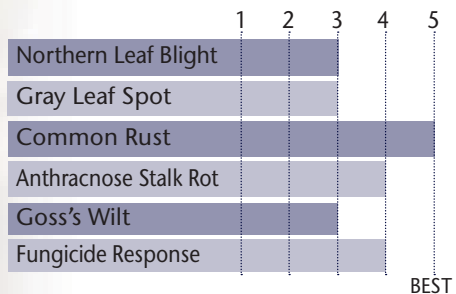 1 2 3 4 5
Northern Leaf Blight
Gray Leaf Spot
Common Rust
Anthracnose Stalk Rot
Goss’s Wilt
Fungicide Response
BEST